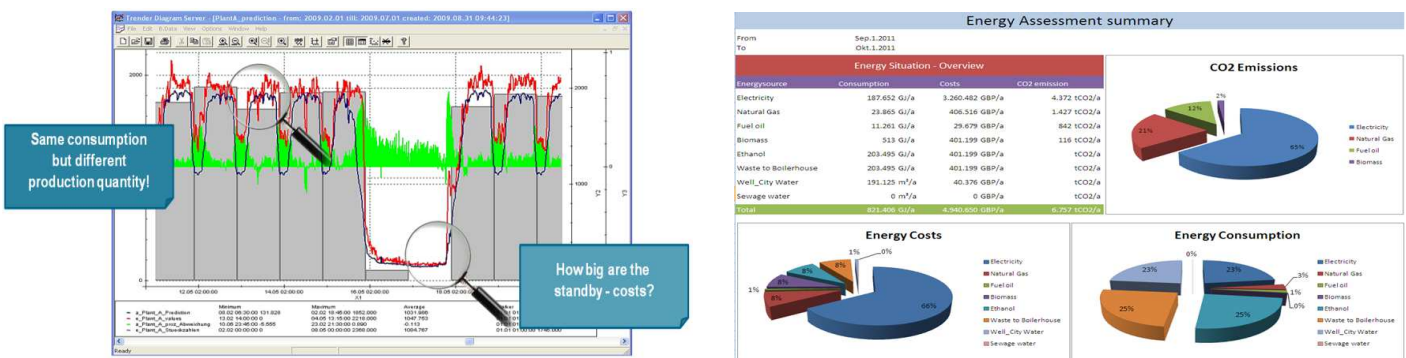 Trender Diagram Server - [PlantA_prediction - from: 2009.02.01 till: 2009.07.01 created: 2009.08.31 09:44:23)]
File Edit E-Data View Options Window Help
2000
1000
0
+1
2000
0
Y2
Y3
12.05 02:00:00
14.05 02:00:00
16.05 02:00:00
18.05 02:00:00
Same consumption
but different
production quantity!
How big are the
standby - costs?
Minimum Maximum Average
a_Plant_A_Prediction
Ready
Energy Assessment summary
From Sep.1.2011
To Okt.1.2011
Energy Situation - Overview
Energysource Consumption Costs CO2 emission
Electricity 187.652 GJ/a 3.260.482 GBP/a 4.372 tCO2/a
Natural Gas 23.865 GJ/a 406.516 GBP/a 1.427 tCO2/a
Fuel oil 11.261 GJ/a 29.679 GBP/a 842 tCO2/a
Biomass 513 GJ/a 401.199 GBP/a 116 tCO2/a
Ethanol 203.495 GJ/a 401.199 GBP/a tCO2/a
Waste to Boilerhouse 203.495 GJ/a 401.199 GBP/a tCO2/a
Well_City Water 191.125 m³/a 40.376 GBP/a tCO2/a
Sewage water 0 m³/a 0 GBP/a tCO2/a
Total 821.406 GJ/a 4.940.650 GBP/a 6.757 tCO2/a
CO2 Emissions
65%
21%
12%
2%
Electricity
Natural Gas
Fuel oil
Biomass
Energy Costs
66%
8%
1%
8%
8%
8%
1%
0%
Electricity
Natural Gas
Fuel oil
Biomass
Ethanol
Waste to Boilerhouse
Well_City Water
Sewage water
Energy Consumption
0%
23%
3%
1%
0%
25%
25%
23%
Electricity
Natural Gas
Fuel oil
Biomass
Ethanol
Waste to Boilerhouse
Well_City Water
Sewage water